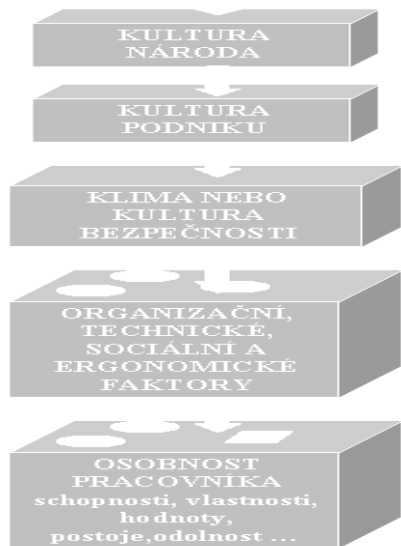 KULTURA
NÁRODA
KULTURA
PODNIKU
KLIMA NEBO
KULTURA
BEZPEČNOSTI
ORGANIZAČNÍ,
TECHNICKÉ,
SOCIÁLNÍ A
ERGONOMICKÉ
FAKTORY
OSOBNOST
PRACOVNÍKA
schopnosti, vlastnosti,
hodnoty,
postoje,odolnost ...